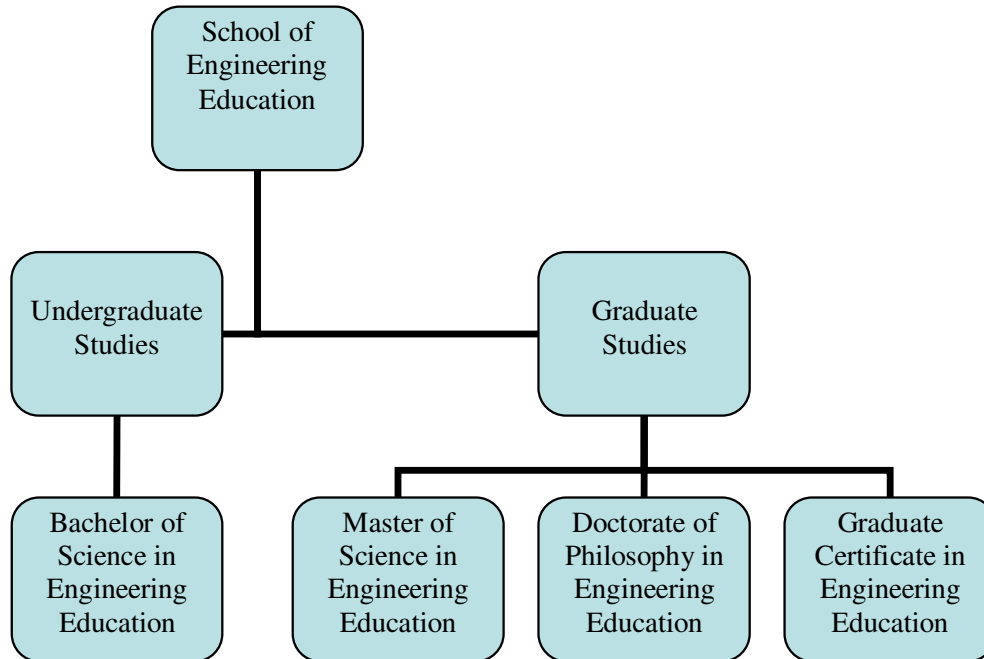 School of
Engineering
Education
Undergraduate
Studies
Graduate
Studies
Bachelor of
Science in
Engineering
Education
Master of
Science in
Engineering
Education
Doctorate of
Philosophy in
Engineering
Education
Graduate
Certificate in
Engineering
Education